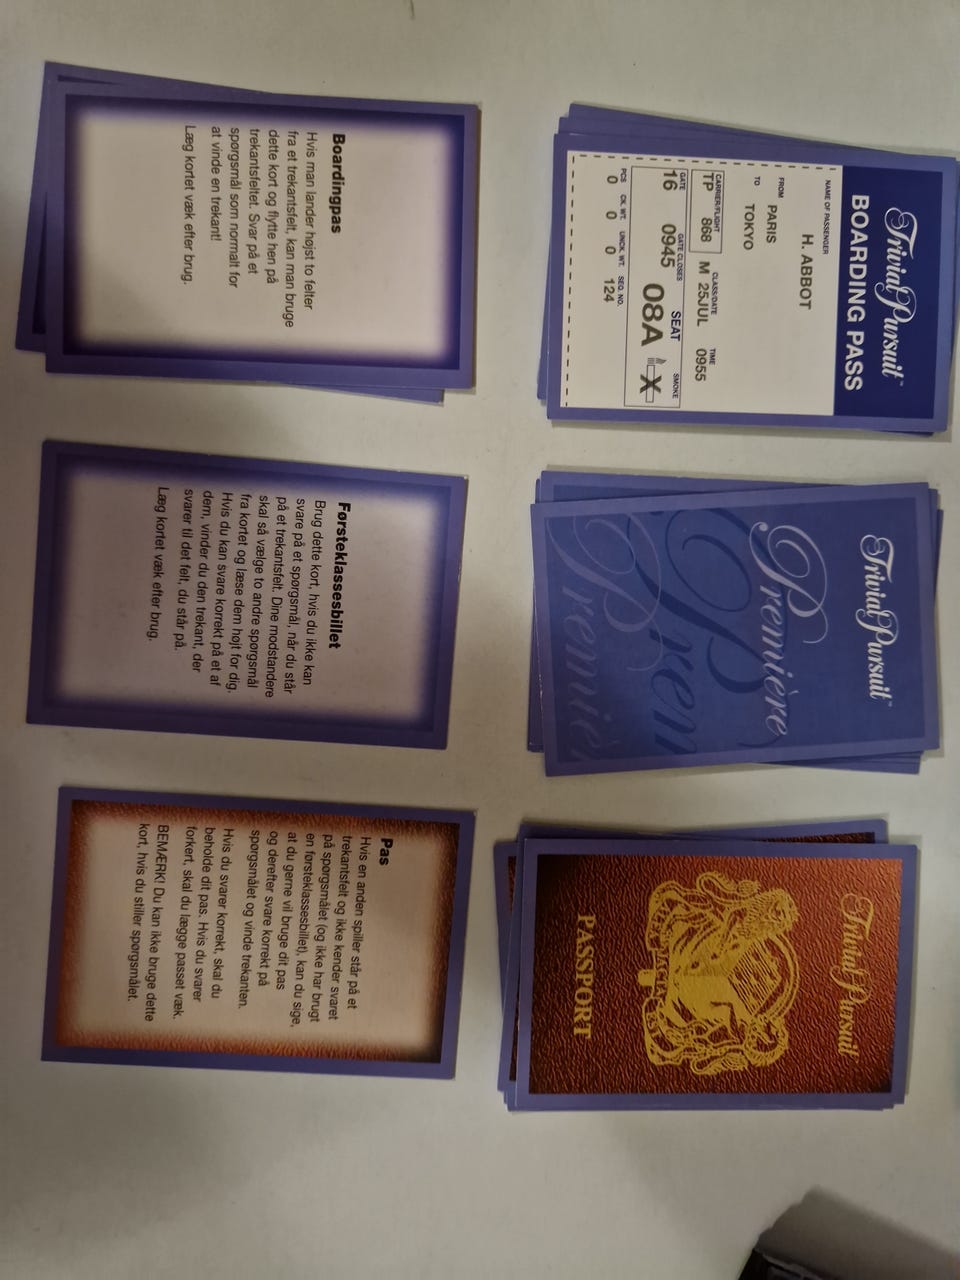 Boardingpas
Hvis man lander højst to felter
fra et trekantsfelt, kan man bruge
dette kort og flytte hen på
trekantsfeltet. Svar på et
spørgsmål som normalt for
at vinde en trekant!
Læg kortet væk efter brug.
Trivial Pursuit™
BOARDING PASS
NAME OF PASSENGER
H. ABBOT
FROM PARIS
TO TOKYO
CARRIER/FLIGHT CLASS/DATE TIME
TP 868 M 25JUL 0955
GATE GATE CLOSES SEAT SMOKE
16 0945 08A X
PCS CK. WT. UNCK. WT. SEQ. NO.
0 0 0 124
Førsteklassesbillet
Brug dette kort, hvis du ikke kan
svare på et spørgsmål, når du står
på et trekantsfelt. Dine modstandere
skal så vælge to andre spørgsmål
fra kortet og læse dem højt for dig.
Hvis du kan svare korrekt på et af
dem, vinder du den trekant, der
svarer til det felt, du står på.
Læg kortet væk efter brug.
Trivial Pursuit™
Première
Prem
Premiè
Pas
Hvis en anden spiller står på et
trekantsfelt og ikke kender svaret
på spørgsmålet (og ikke har brugt
en førsteklassesbillet), kan du sige,
at du gerne vil bruge dit pas
og derefter svare korrekt på
spørgsmålet og vinde trekanten.
Hvis du svarer korrekt, skal du
beholde dit pas. Hvis du svarer
forkert, skal du lægge passet væk.
BEMÆRK! Du kan ikke bruge dette
kort, hvis du stiller spørgsmålet.
Trivial Pursuit
PASSPORT